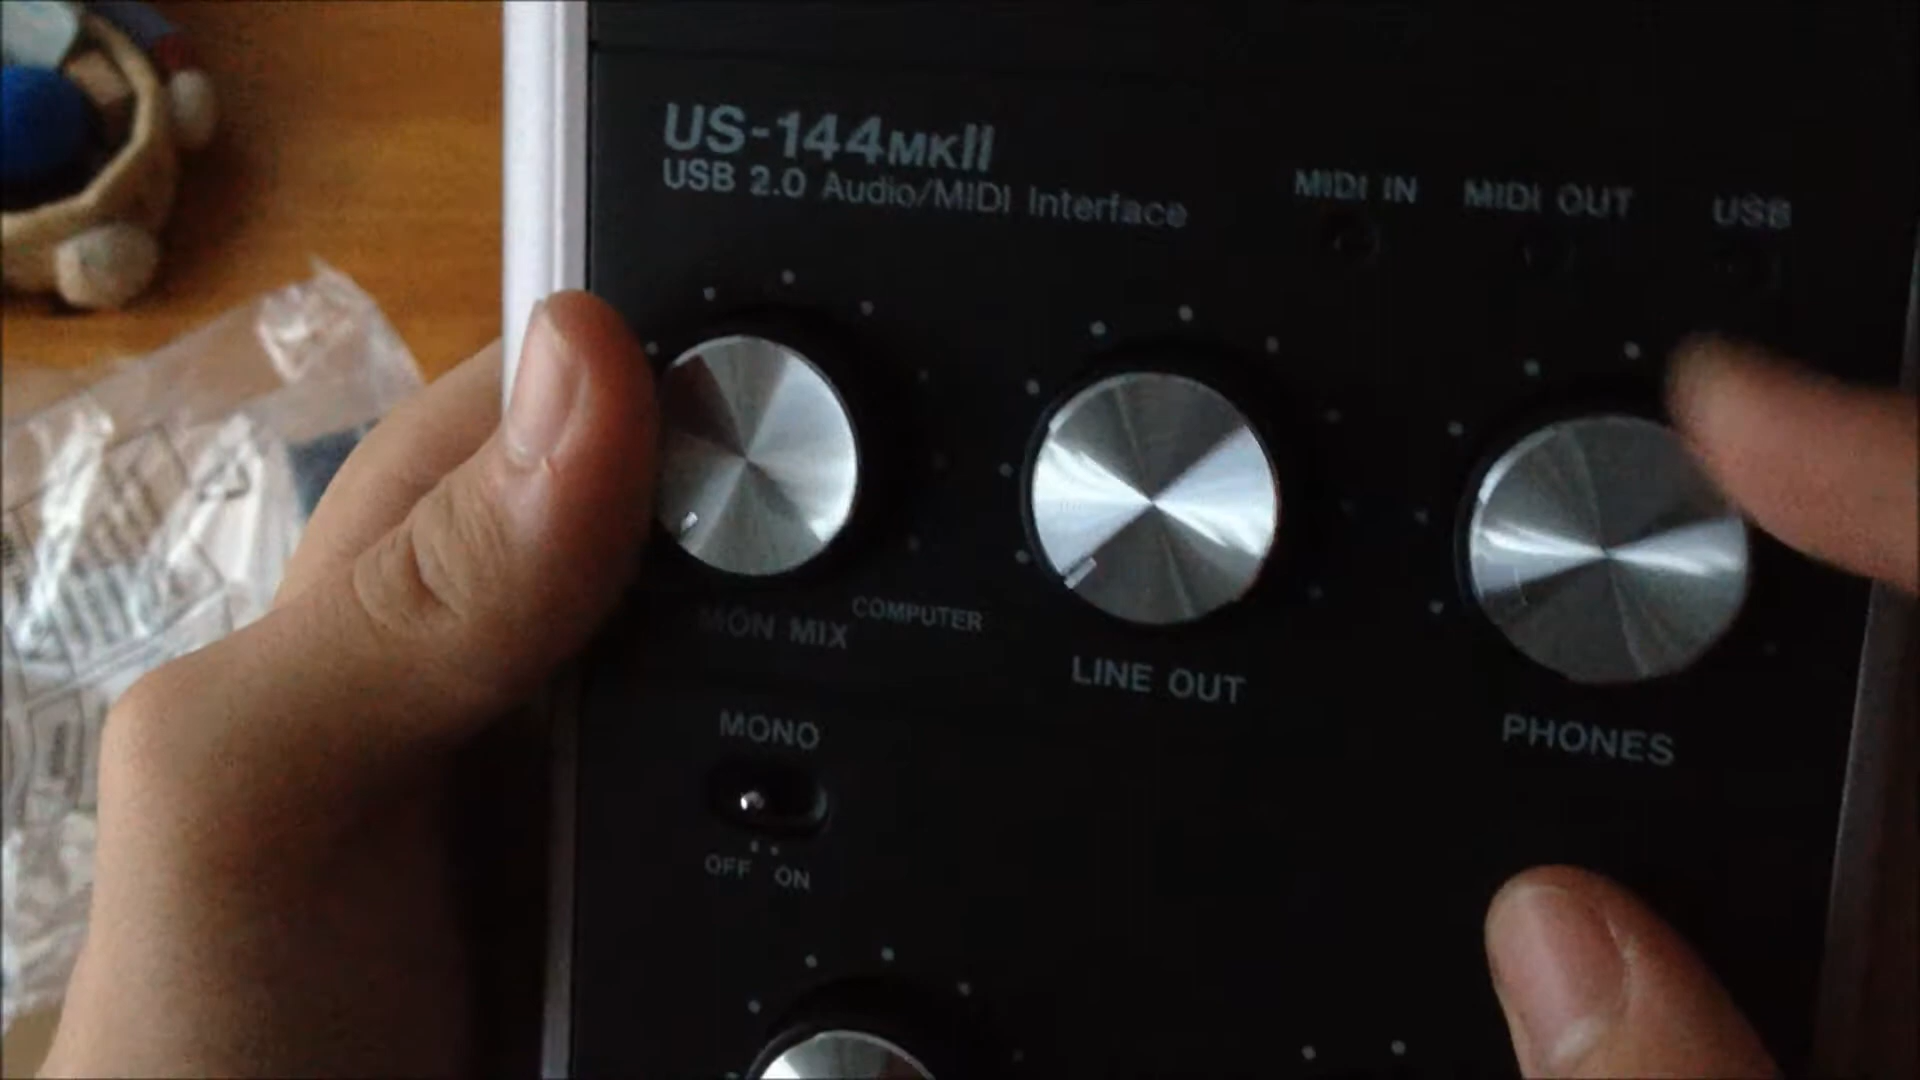 US-144MKII
USB 2.0 Audio/MIDI Interface
MIDI IN
MIDI OUT
USB
MON MIX
COMPUTER
LINE OUT
PHONES
MONO
OFF ON